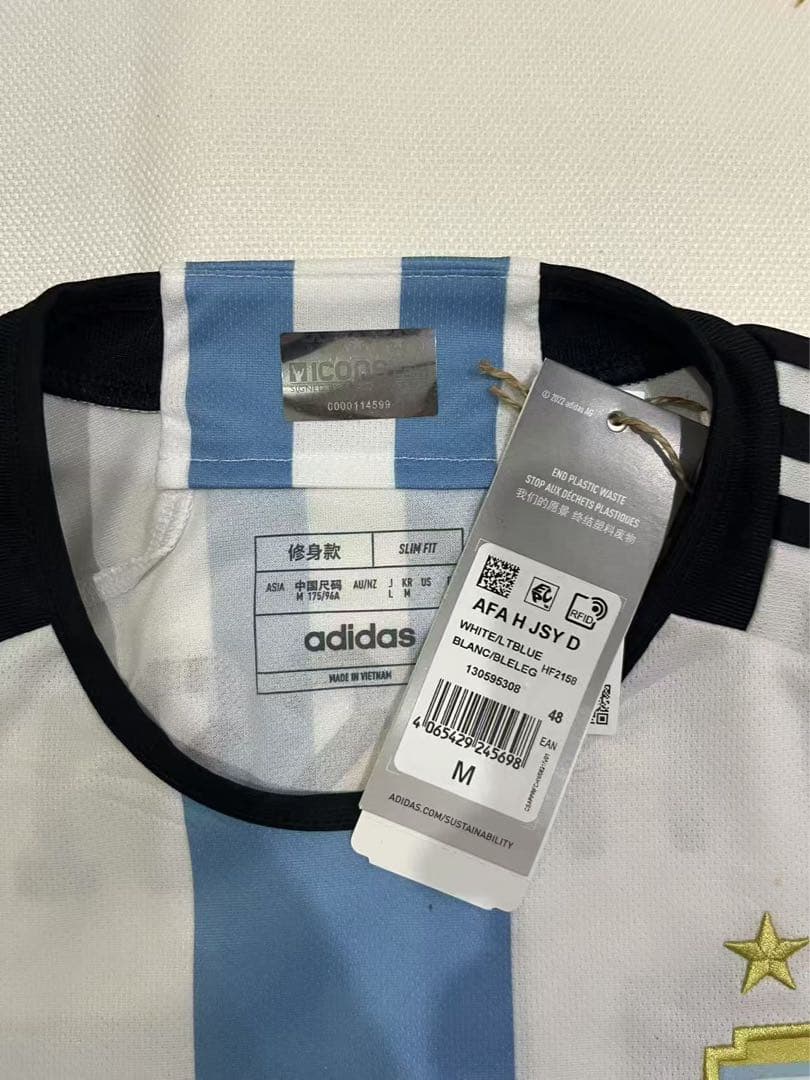 ICON
SIGNE
0000114599
© 2022 adidas AG
END PLASTIC WASTE
STOP AUX DÉCHETS PLASTIQUES
我们的愿景 终结塑料废物
修身款
SLIM FIT
ASIA 中国尺码 AU/NZ J KR US
M 175/96A L M
adidas
MADE IN VIETNAM
RFID
AFA H JSY D
WHITE/LTBLUE
BLANC/BLELEG HF2158
130595308
48
4 065429 245698
EAN
M
ADIDAS.COM/SUSTAINABILITY